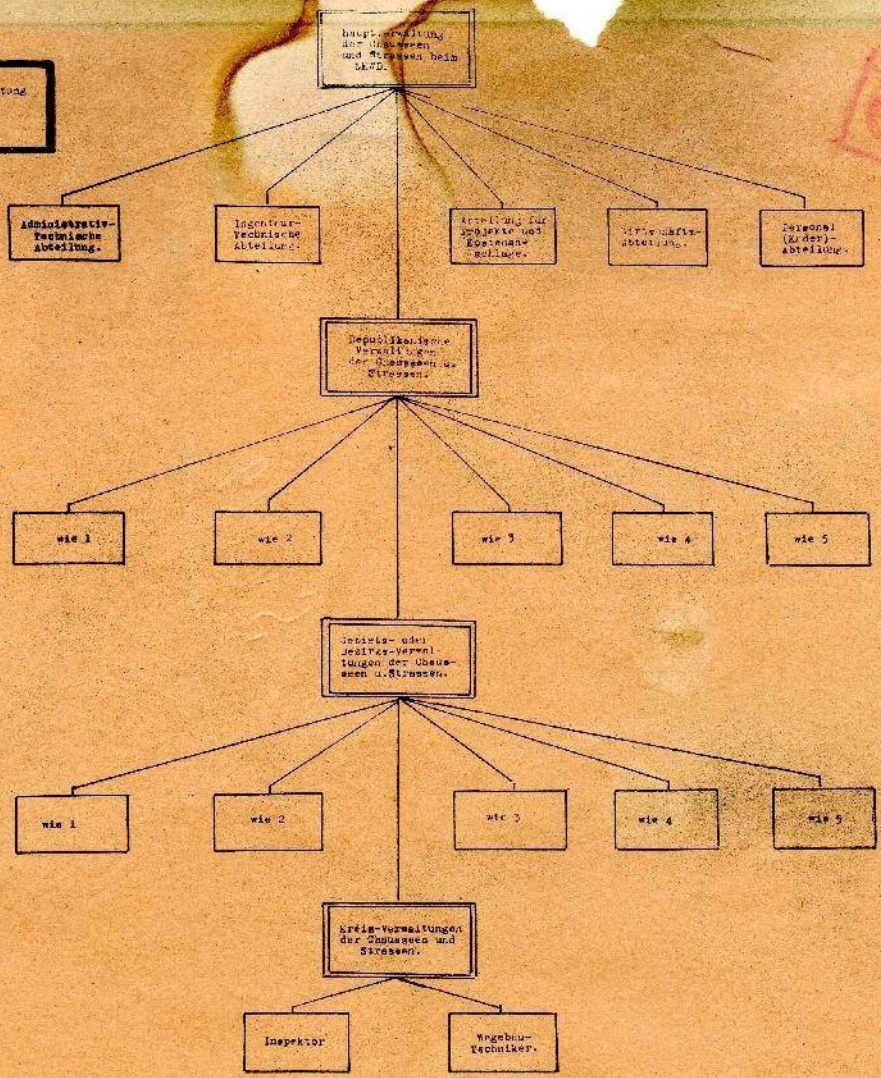 Hauptverwaltung
der Chausseen
und Strassen beim
Administrativ-
Technische
Abteilung.
Ingenieur-
Technische
Abteilung.
Abteilung für
Projekte und
Kostenan-
schläge.
Wirtschafts-
Abteilung.
Personal
(Kader)-
Abteilung.
Republikanische
Verwaltungen
der Chausseen u.
Strassen.
wie 1
wie 2
wie 3
wie 4
wie 5
Gebiets- oder
Bezirks-Verwal-
tungen der Chaus-
seen u.Strassen.
wie 1
wie 2
wie 3
wie 4
wie 5
Kreis-Verwaltungen
der Chausseen und
Strassen.
Inspektor
Wegebau-
Techniker.